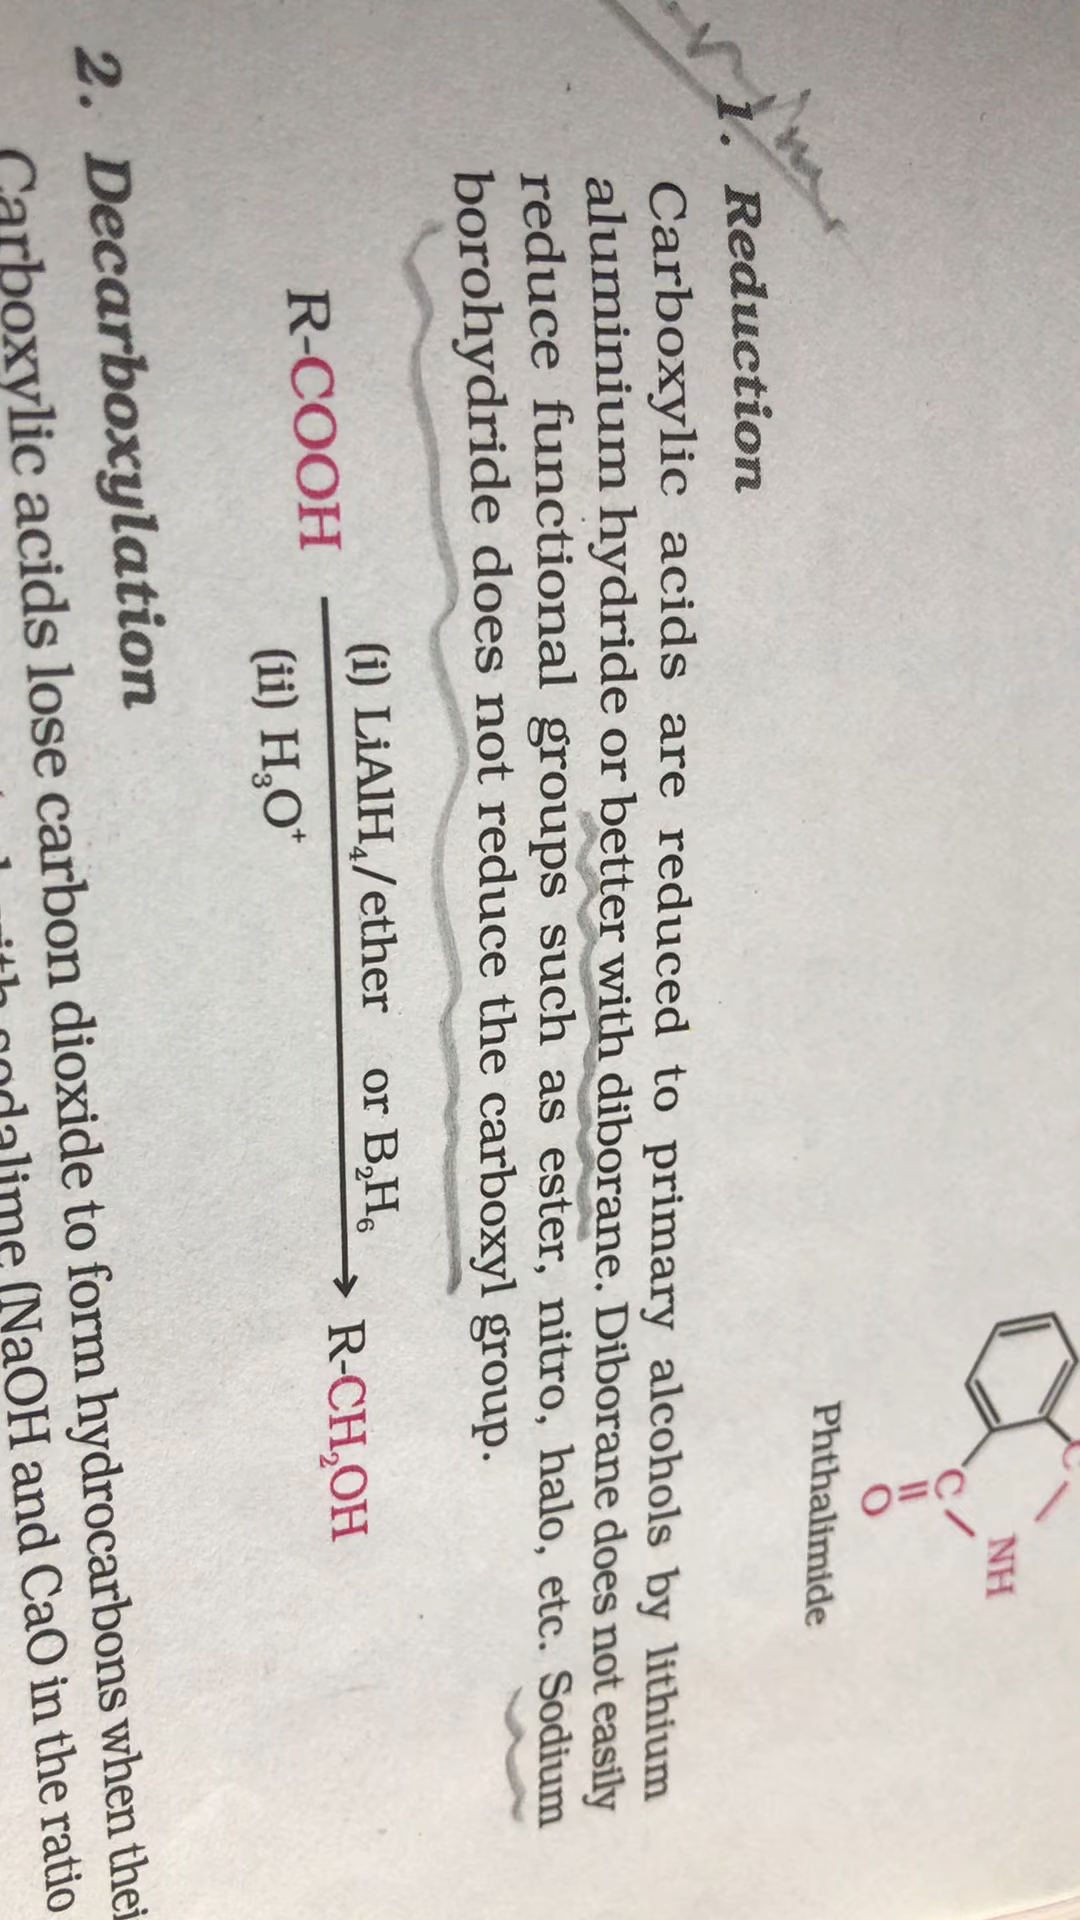 C
NH
C
O
Phthalimide
1. Reduction
Carboxylic acids are reduced to primary alcohols by lithium
aluminium hydride or better with diborane. Diborane does not easily
reduce functional groups such as ester, nitro, halo, etc. Sodium
borohydride does not reduce the carboxyl group.
(i) LiAlH₄/ether or B₂H₆
R-COOH → R-CH₂OH
(ii) H₃O⁺
2. Decarboxylation
Carboxylic acids lose carbon dioxide to form hydrocarbons when thei
sodalime (NaOH and CaO in the ratio